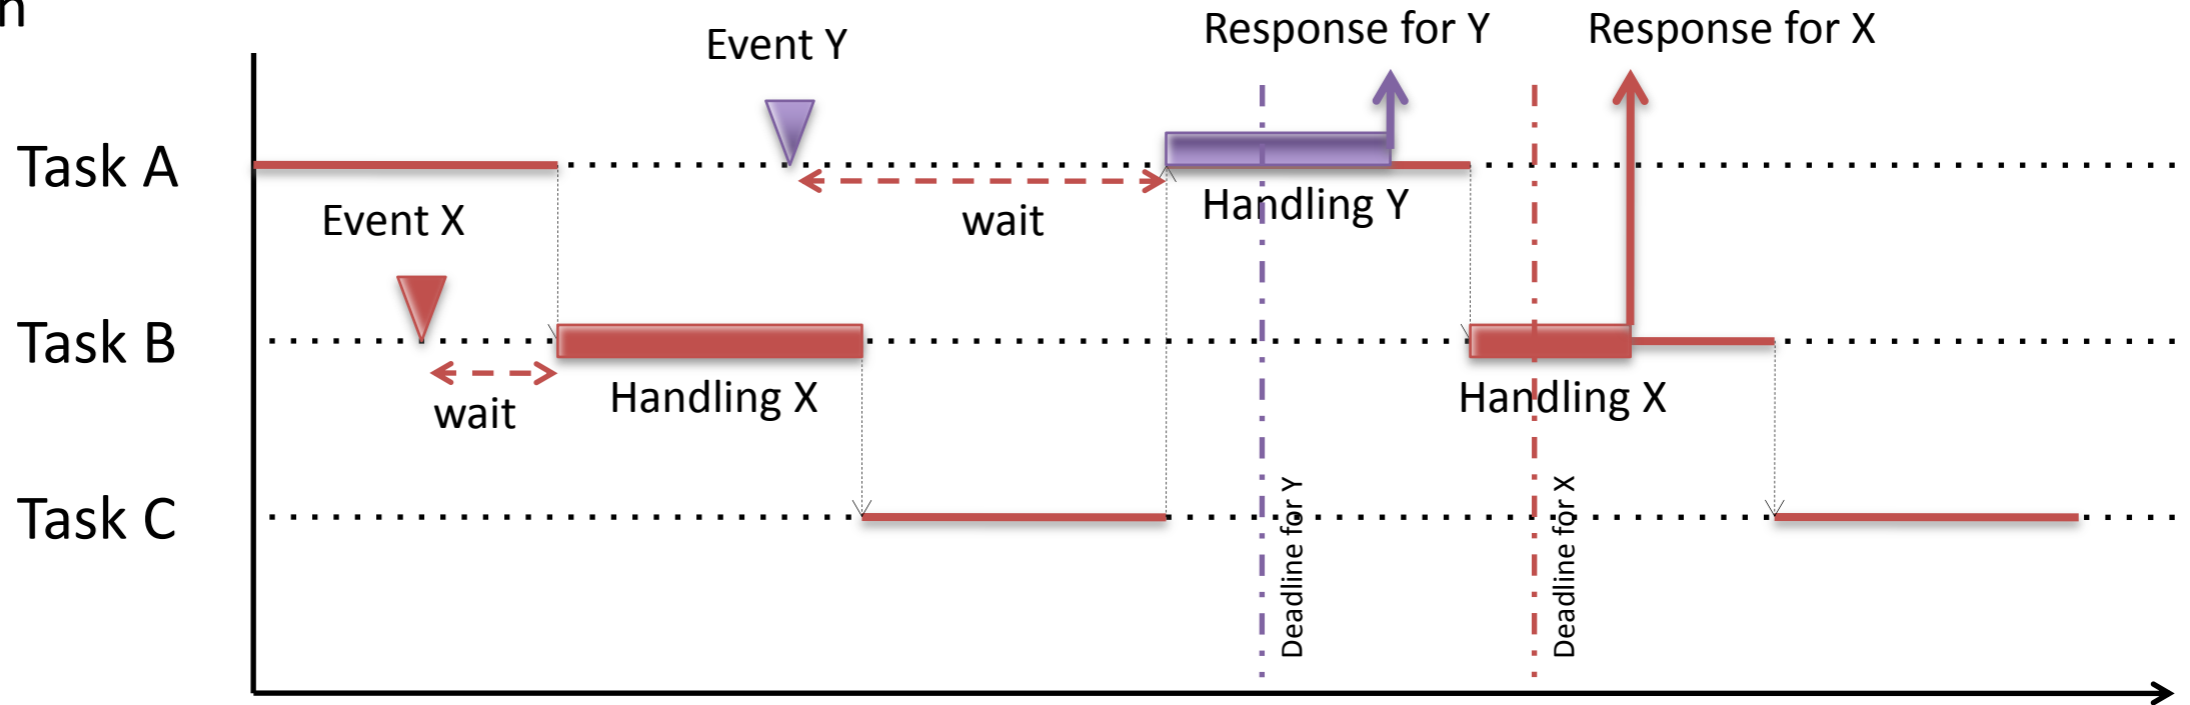 n
Event Y
Response for Y
Response for X
Task A
Event X
wait
Handling Y
Task B
wait
Handling X
Handling X
Task C
Deadline for Y
Deadline for X